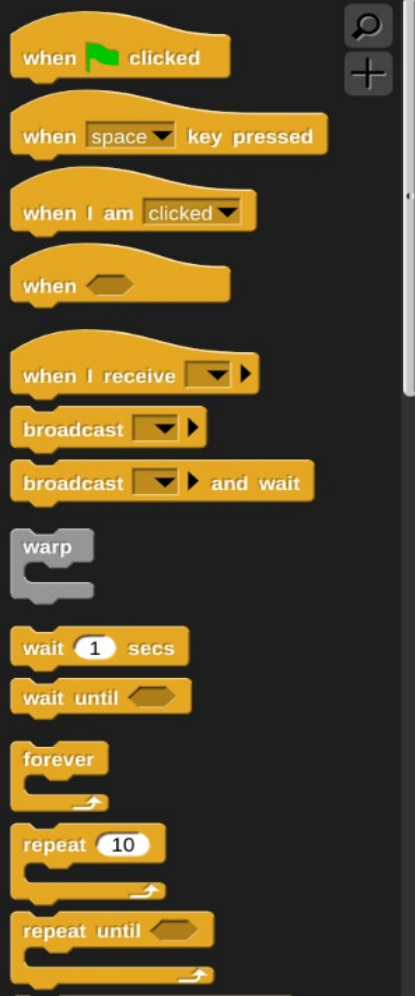 when clicked
when space key pressed
when I am clicked
when
when I receive
broadcast
broadcast and wait
warp
wait 1 secs
wait until
forever
repeat 10
repeat until